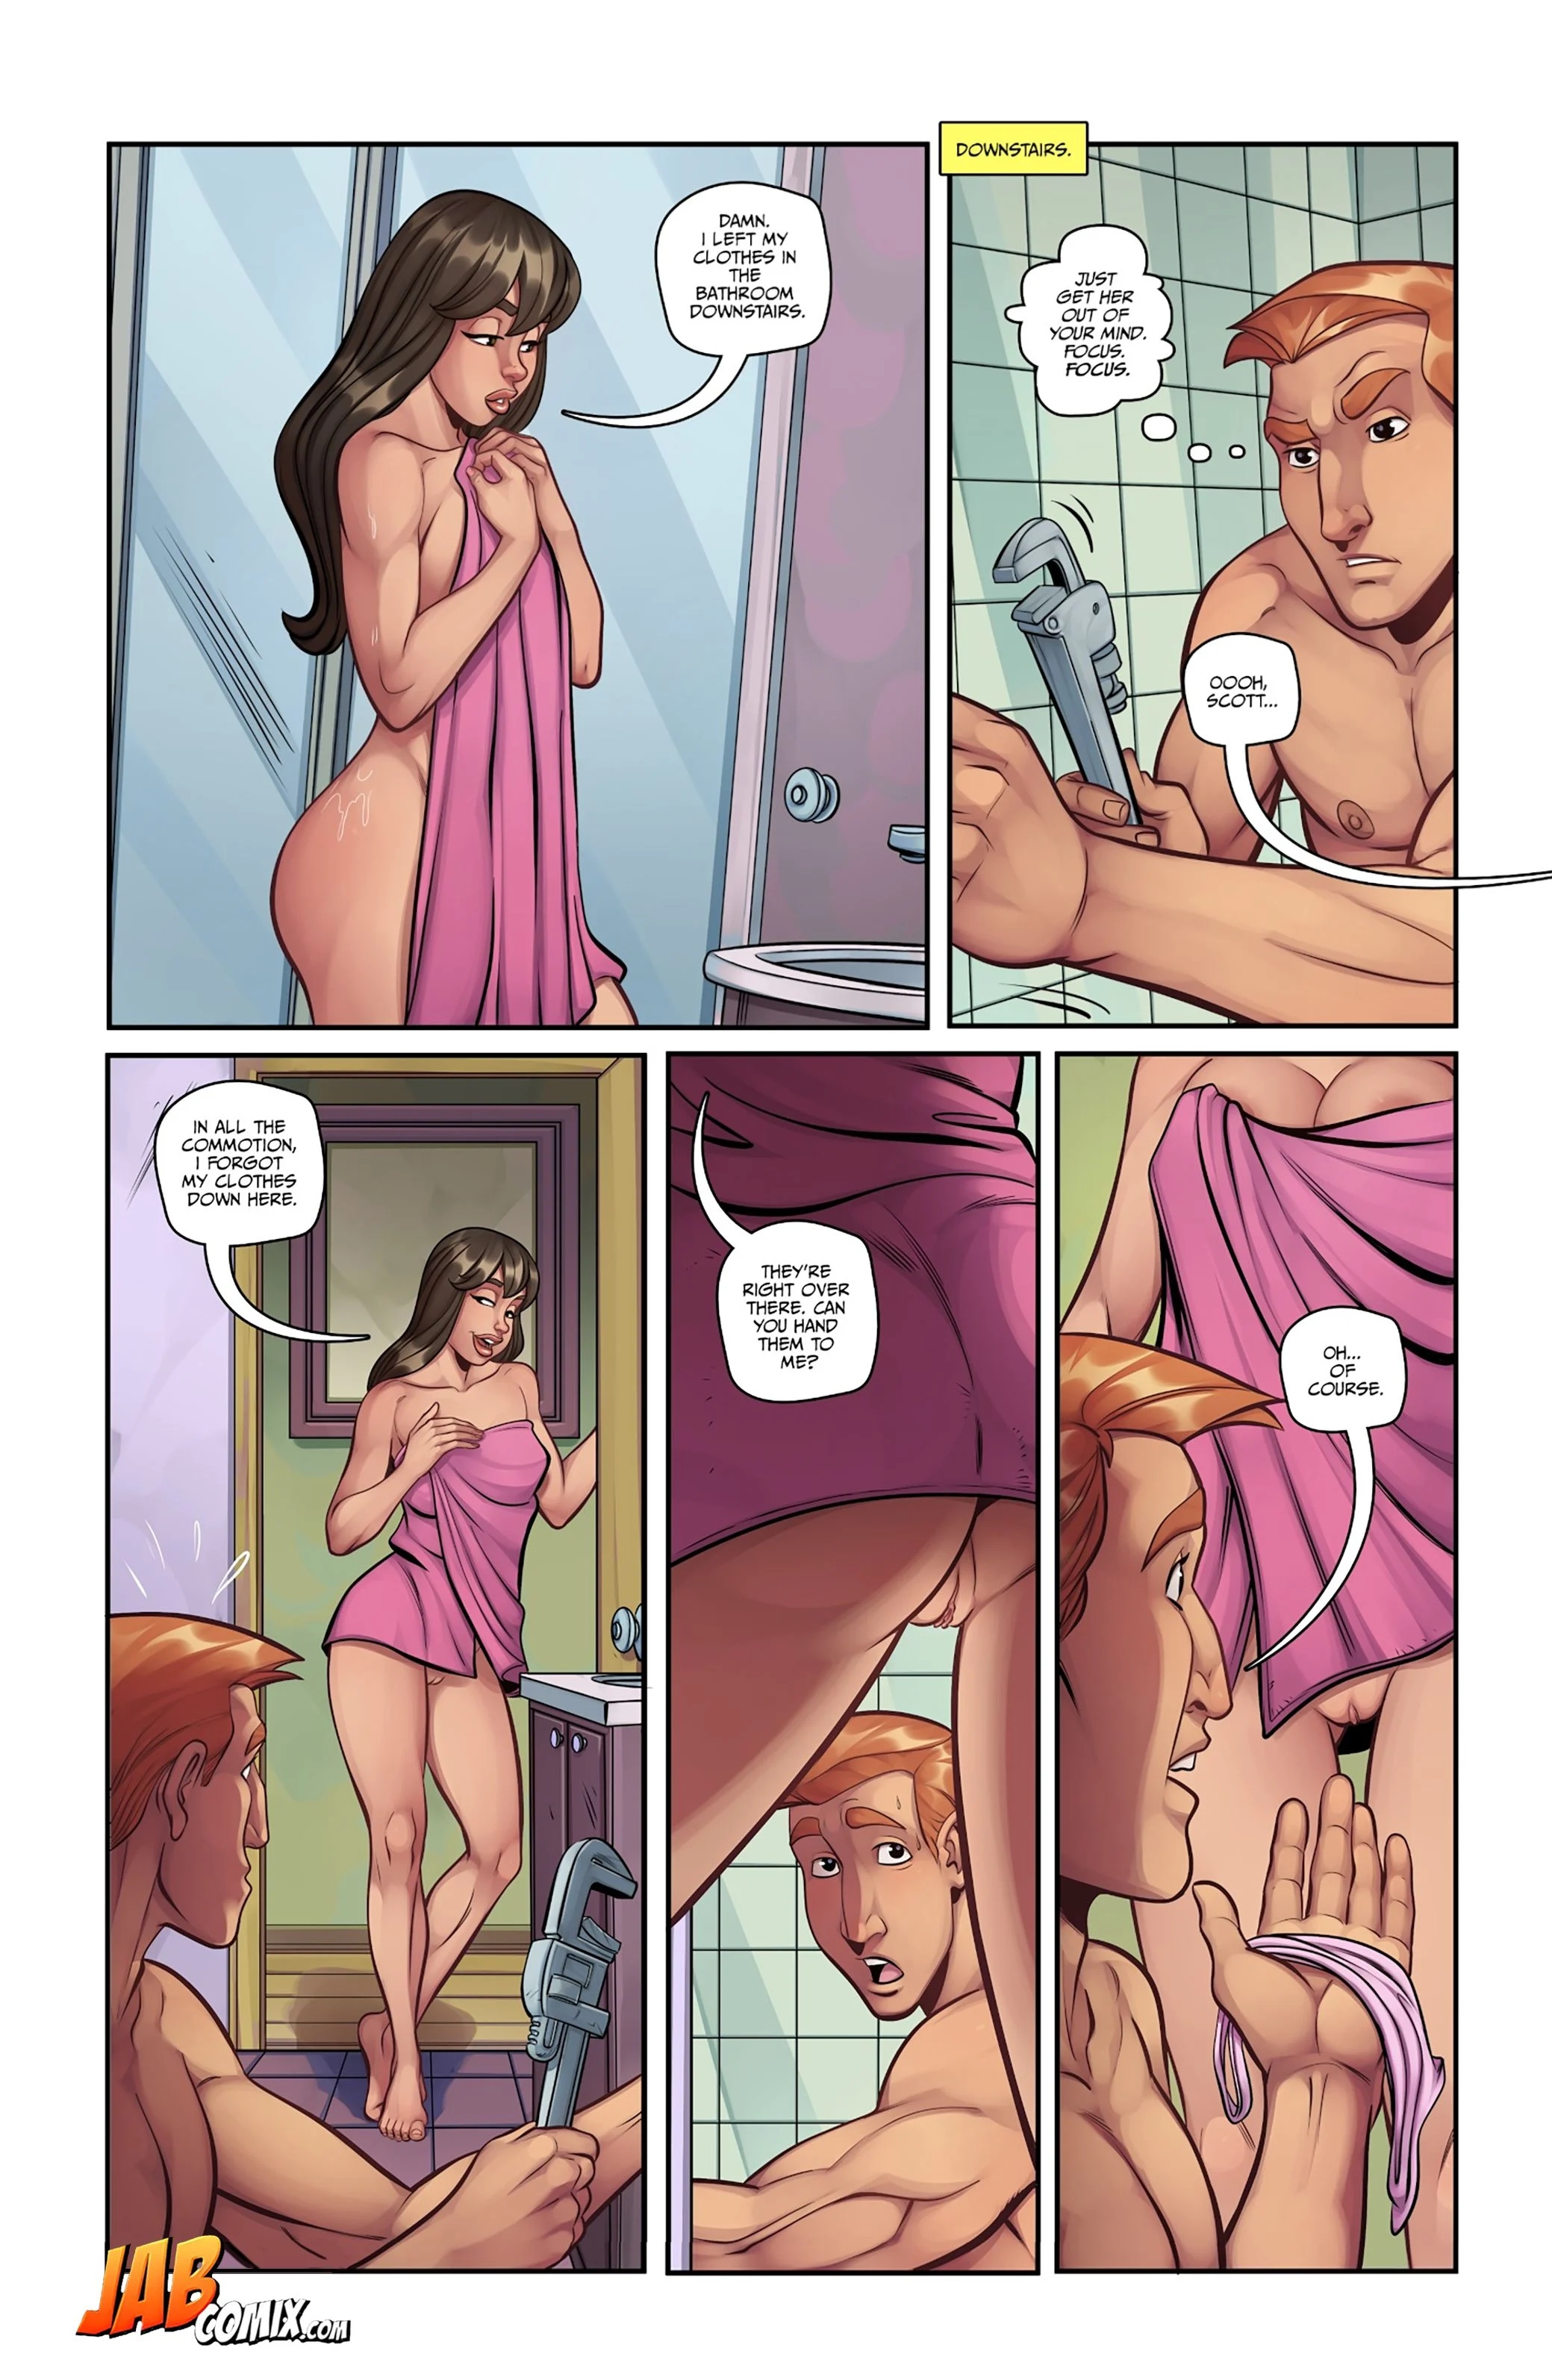 DAMN.
I LEFT MY
CLOTHES IN
THE
BATHROOM
DOWNSTAIRS.
DOWNSTAIRS.
JUST
GET HER
OUT OF
YOUR MIND.
FOCUS.
FOCUS.
OOOH,
SCOTT...
IN ALL THE
COMMOTION,
I FORGOT
MY CLOTHES
DOWN HERE.
THEY'RE
RIGHT OVER
THERE. CAN
YOU HAND
THEM TO
ME?
OH...
OF
COURSE.
JAB
COMIX.COM